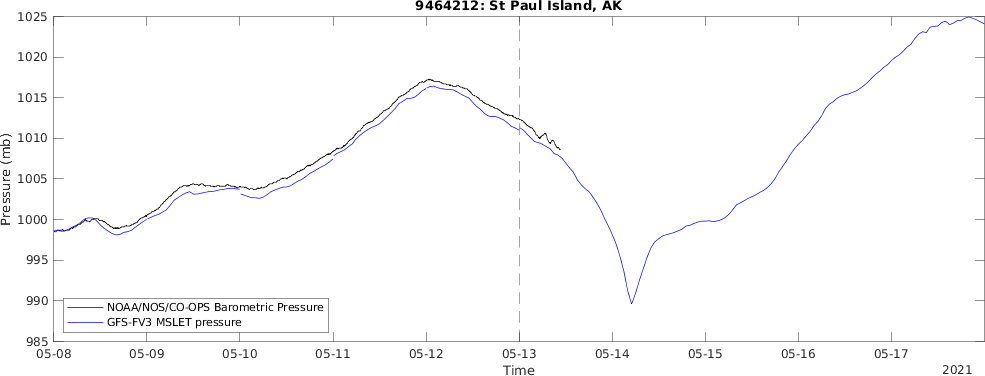 9464212: St Paul Island, AK
1025
1020
1015
1010
1005
1000
995
990
985
Pressure (mb)
NOAA/NOS/CO-OPS Barometric Pressure
GFS-FV3 MSLET pressure
05-08 05-09 05-10 05-11 05-12 05-13 05-14 05-15 05-16 05-17
Time
2021